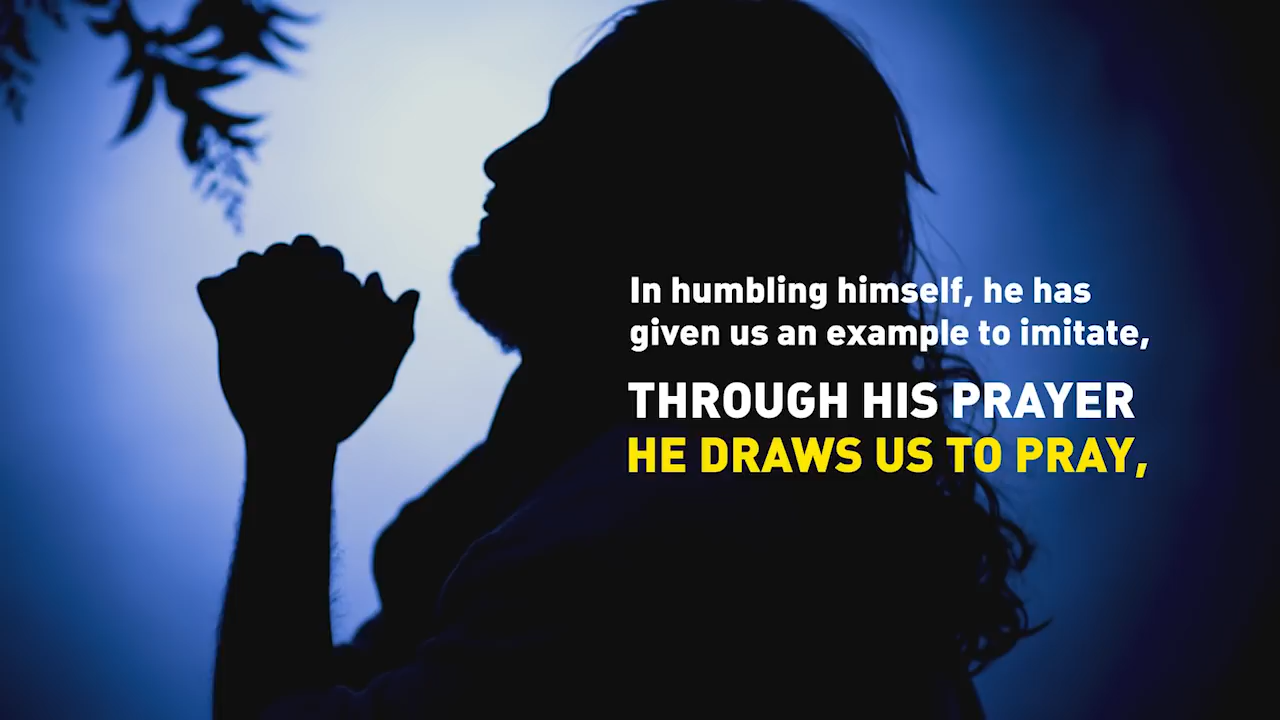 In humbling himself, he has
given us an example to imitate,
THROUGH HIS PRAYER
HE DRAWS US TO PRAY,